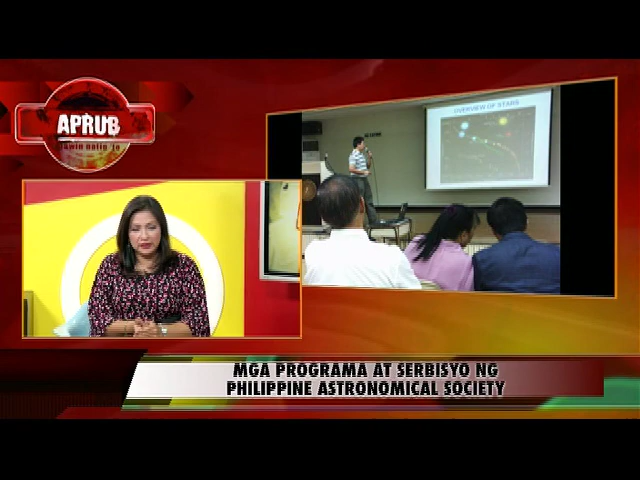 APRUB
OVERVIEW OF STARS
MGA PROGRAMA AT SERBISYO NG
PHILIPPINE ASTRONOMICAL SOCIETY